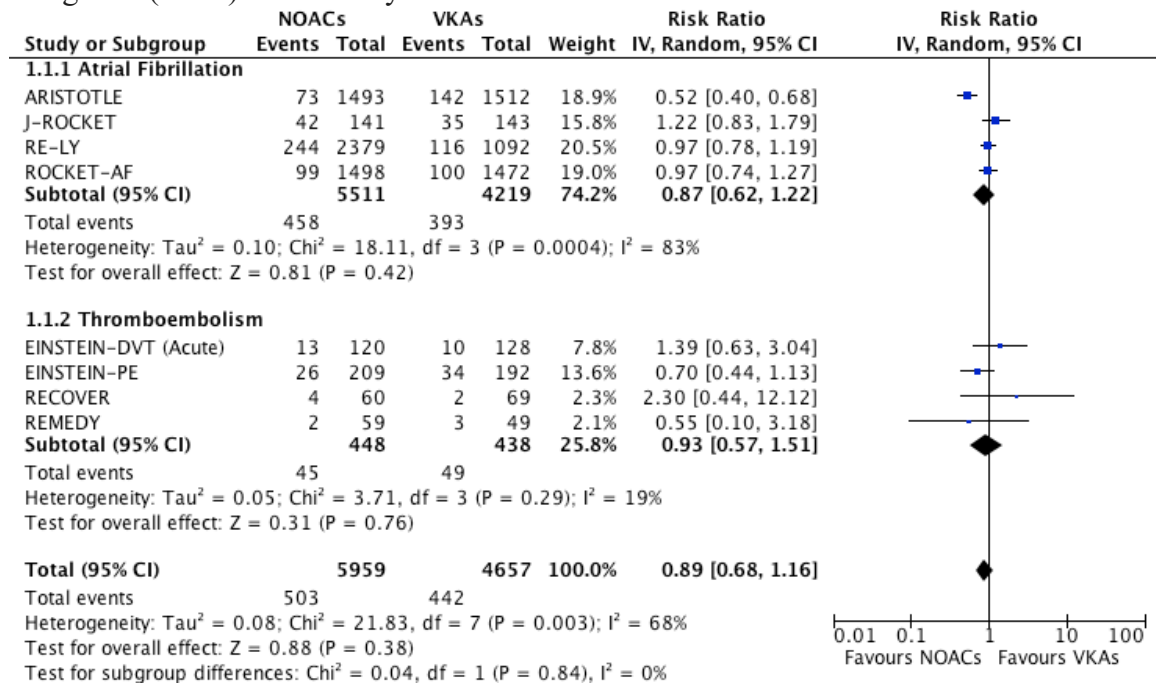 NOACs VKAs Risk Ratio Risk Ratio
Study or Subgroup Events Total Events Total Weight IV, Random, 95% CI IV, Random, 95% CI
1.1.1 Atrial Fibrillation
ARISTOTLE 73 1493 142 1512 18.9% 0.52 [0.40, 0.68]
J-ROCKET 42 141 35 143 15.8% 1.22 [0.83, 1.79]
RE-LY 244 2379 116 1092 20.5% 0.97 [0.78, 1.19]
ROCKET-AF 99 1498 100 1472 19.0% 0.97 [0.74, 1.27]
Subtotal (95% CI) 5511 4219 74.2% 0.87 [0.62, 1.22]
Total events 458 393
Heterogeneity: Tau² = 0.10; Chi² = 18.11, df = 3 (P = 0.0004); I² = 83%
Test for overall effect: Z = 0.81 (P = 0.42)
1.1.2 Thromboembolism
EINSTEIN-DVT (Acute) 13 120 10 128 7.8% 1.39 [0.63, 3.04]
EINSTEIN-PE 26 209 34 192 13.6% 0.70 [0.44, 1.13]
RECOVER 4 60 2 69 2.3% 2.30 [0.44, 12.12]
REMEDY 2 59 3 49 2.1% 0.55 [0.10, 3.18]
Subtotal (95% CI) 448 438 25.8% 0.93 [0.57, 1.51]
Total events 45 49
Heterogeneity: Tau² = 0.05; Chi² = 3.71, df = 3 (P = 0.29); I² = 19%
Test for overall effect: Z = 0.31 (P = 0.76)
Total (95% CI) 5959 4657 100.0% 0.89 [0.68, 1.16]
Total events 503 442
Heterogeneity: Tau² = 0.08; Chi² = 21.83, df = 7 (P = 0.003); I² = 68%
Test for overall effect: Z = 0.88 (P = 0.38)
Test for subgroup differences: Chi² = 0.04, df = 1 (P = 0.84), I² = 0%
0.01 0.1 1 10 100
Favours NOACs Favours VKAs